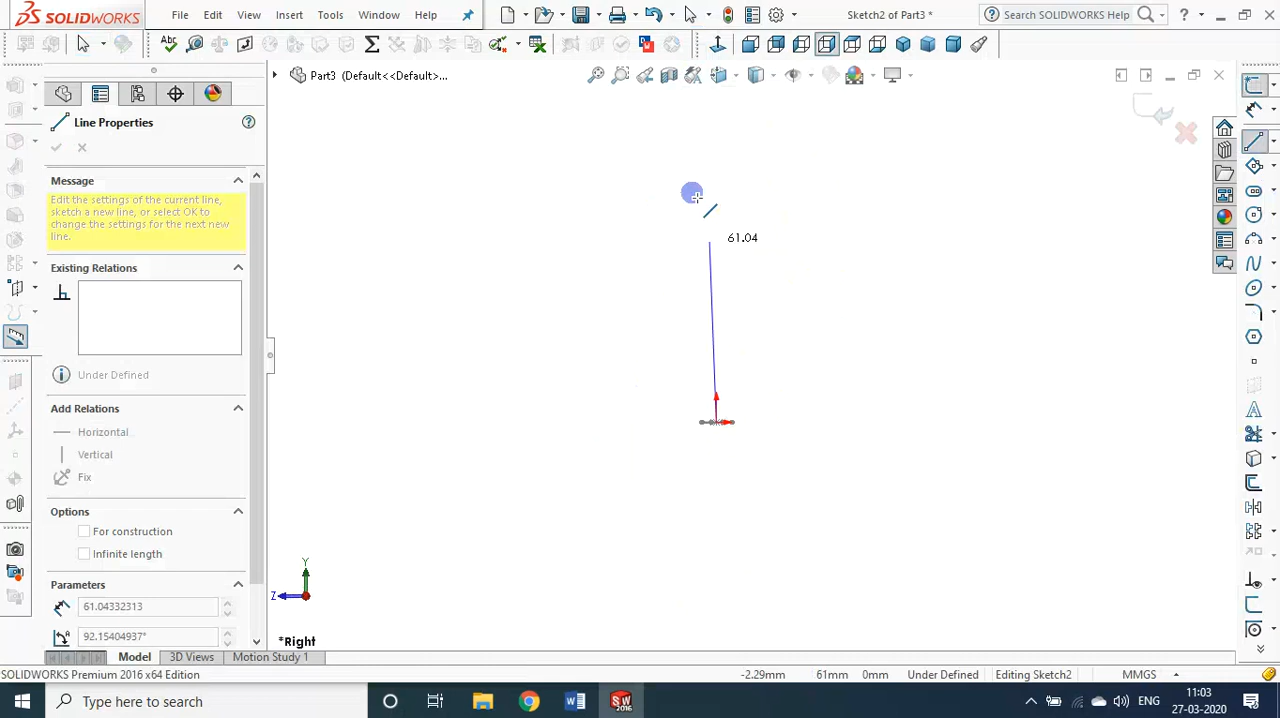 SOLIDWORKS
File Edit View Insert Tools Window Help
Sketch2 of Part3 *
Search SOLIDWORKS Help
Part3 (Default<<Default>...
Line Properties
Message
Edit the settings of the current line,
sketch a new line, or select OK to
change the settings for the next new
line.
Existing Relations
Under Defined
Add Relations
Horizontal
Vertical
Fix
Options
For construction
Infinite length
Parameters
61.04332313
92.15404937°
61.04
Y
Z
*Right
Model 3D Views Motion Study 1
SOLIDWORKS Premium 2016 x64 Edition
-2.29mm 61mm 0mm Under Defined Editing Sketch2 MMGS
Type here to search
ENG
11:03
27-03-2020